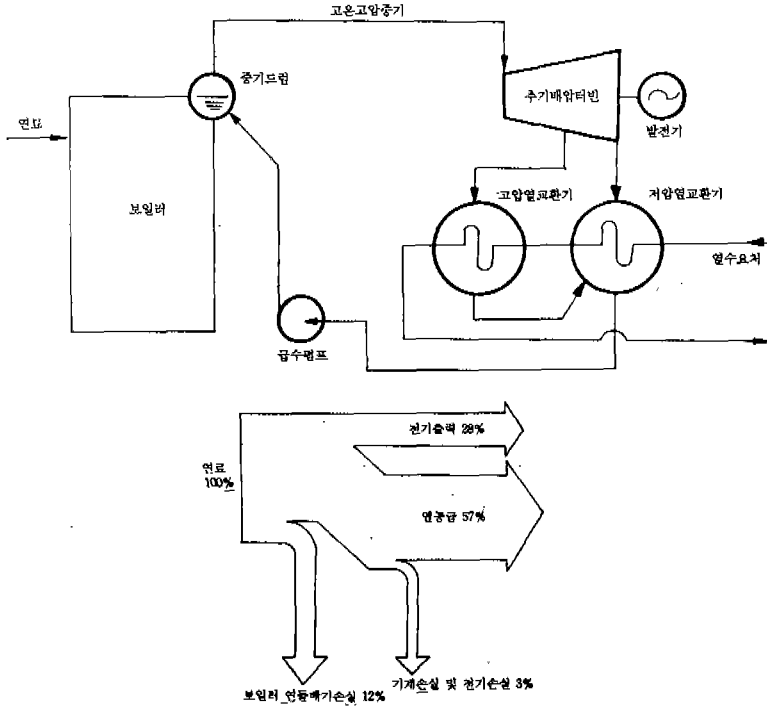 고온고압증기
증기드럼
추기배압터빈
발전기
연료
보일러
고압열교환기
저압열교환기
열수요처
급수펌프
전기출력 28%
연료
100%
열공급 57%
보일러 연돌배기손실 12%
기계손실 및 전기손실 3%